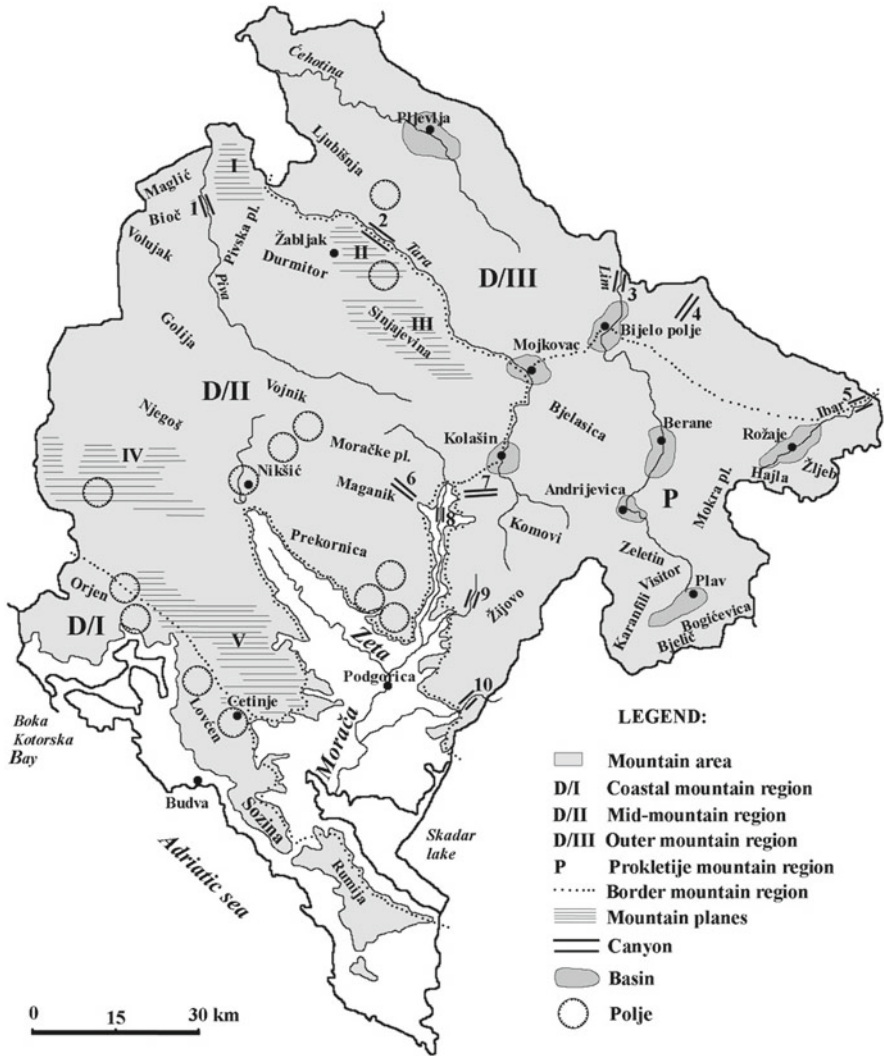 Ćehotina
Pljevlja
Ljubišnja
I
Maglić
1
Bioč
Pivska pl.
2
Volujak
Žabljak
II
Tara
Durmitor
D/III
Lim
3
4
Piva
Sinjajevina
III
Bijelo polje
Golija
Mojkovac
D/II
Vojnik
Bjelasica
Ibar
5
Njegoš
Berane
Kolašin
Rožaje
Moračke pl.
IV
Žljeb
Hajla
Nikšić
Maganik
6
7
Andrijevica
P
Mokra pl.
8
Komovi
Prekornica
Zeletin
Orjen
9
Visitor
Plav
Žijovo
Karanfili
D/I
V
Bogićevica
Bjelič
Zeta
Podgorica
10
Cetinje
Lovćen
Boka
Kotorska
Bay
Morača
Budva
Sozina
Skadar
lake
Adriatic sea
Rumija
0 15 30 km
LEGEND:
Mountain area
D/I Coastal mountain region
D/II Mid-mountain region
D/III Outer mountain region
P Prokletije mountain region
Border mountain region
Mountain planes
Canyon
Basin
Polje